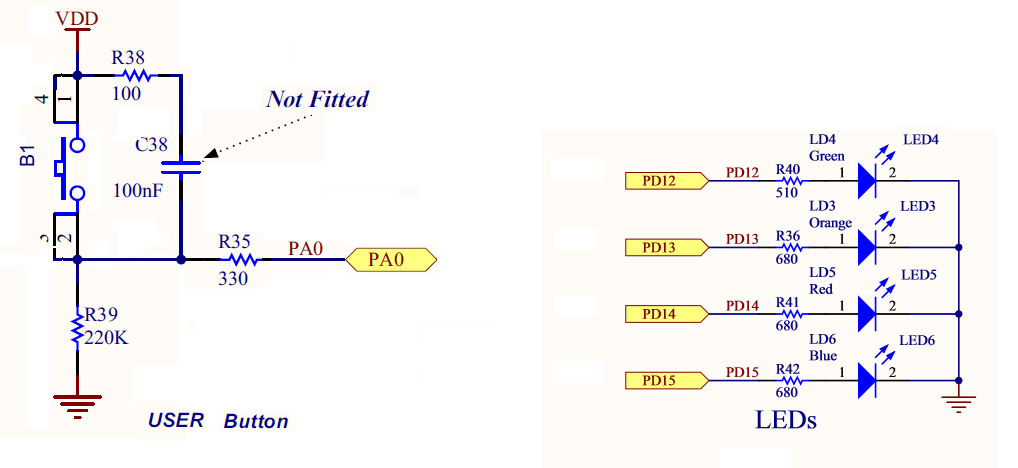 VDD
R38
100
Not Fitted
4
1
B1
C38
100nF
3
2
R35
330
PA0
PA0
R39
220K
USER Button
LD4
Green
LED4
PD12
PD12
R40
510
1
2
LD3
Orange
LED3
PD13
PD13
R36
680
1
2
LD5
Red
LED5
PD14
PD14
R41
680
1
2
LD6
Blue
LED6
PD15
PD15
R42
680
1
2
LEDs